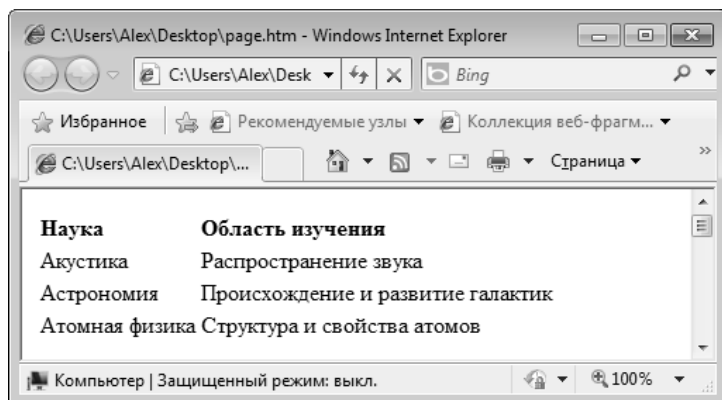 C:\Users\Alex\Desktop\page.htm - Windows Internet Explorer
C:\Users\Alex\Desk Bing
Избранное Рекомендуемые узлы Коллекция веб-фрагм...
C:\Users\Alex\Desktop\... Страница »
Наука Область изучения
Акустика Распространение звука
Астрономия Происхождение и развитие галактик
Атомная физика Структура и свойства атомов
Компьютер | Защищенный режим: выкл. 100%